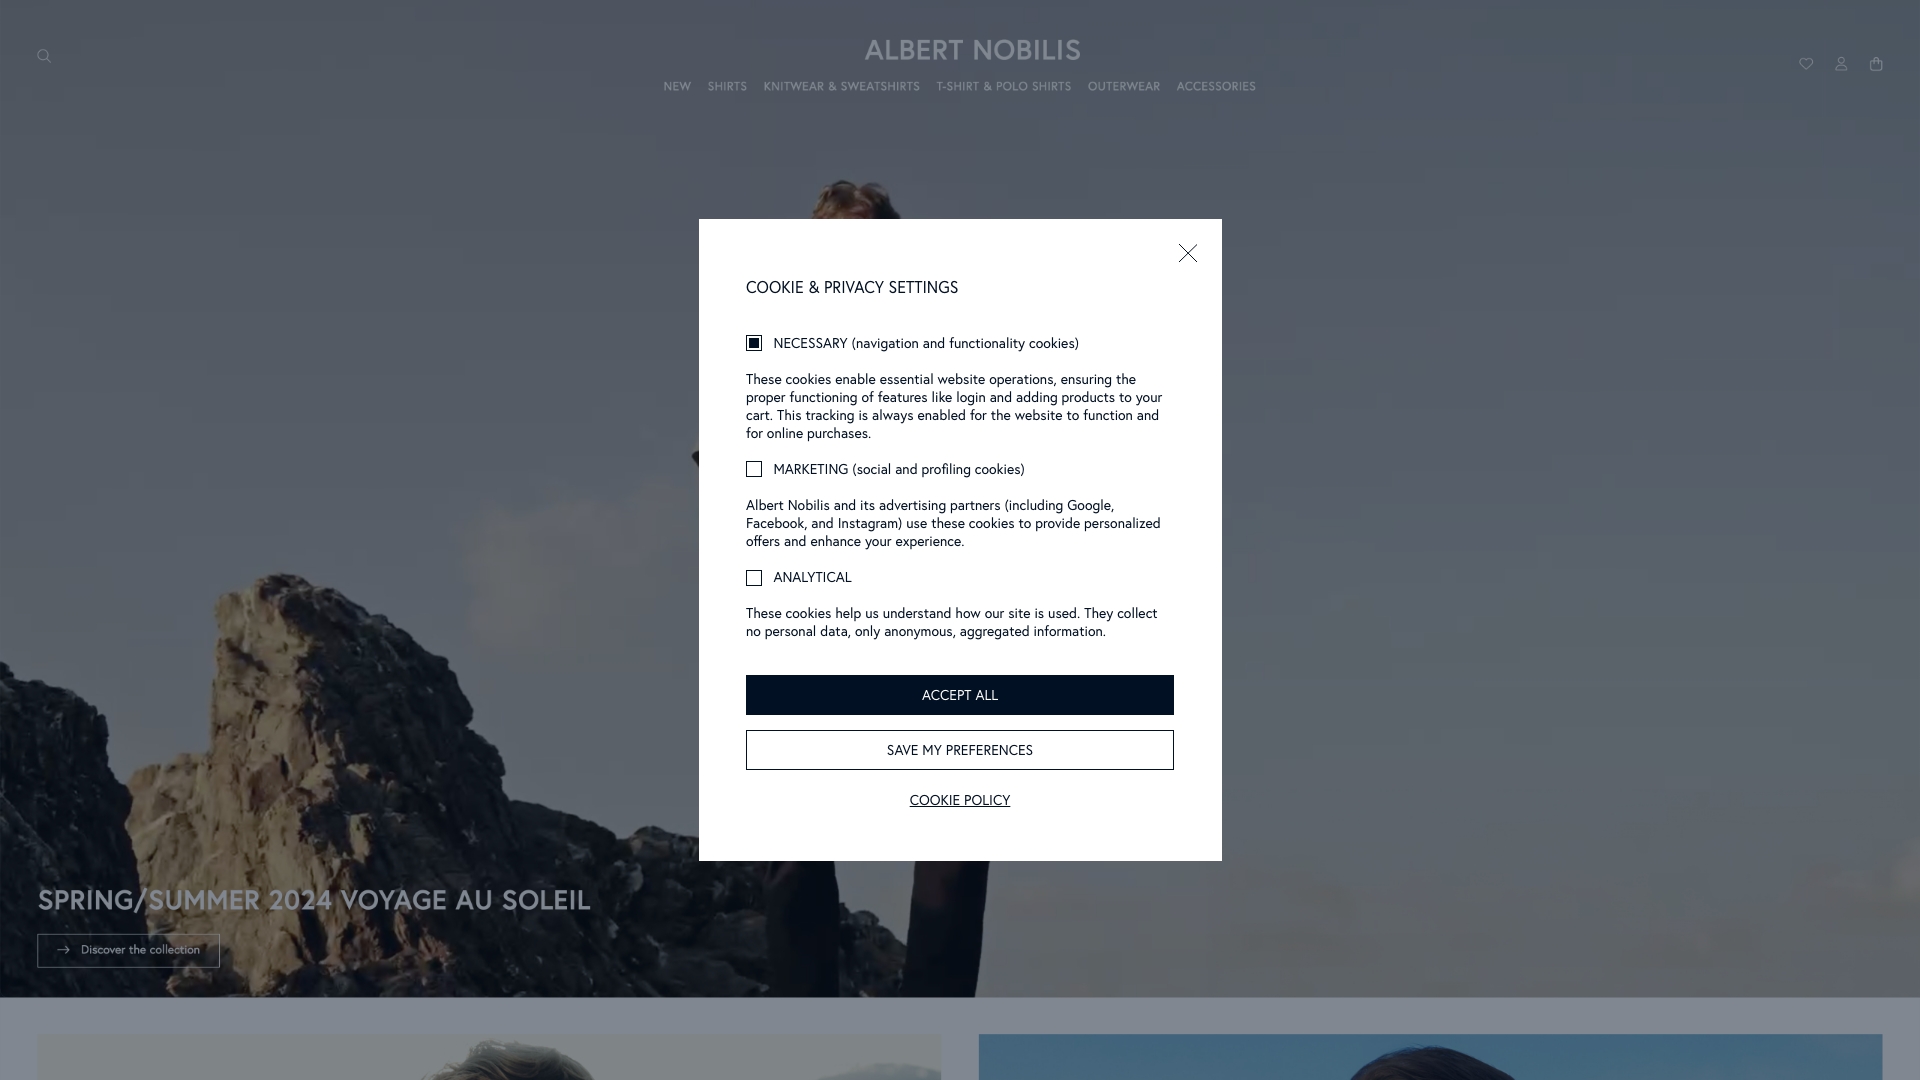 ALBERT NOBILIS
NEW SHIRTS KNITWEAR & SWEATSHIRTS T-SHIRT & POLO SHIRTS OUTERWEAR ACCESSORIES
COOKIE & PRIVACY SETTINGS
NECESSARY (navigation and functionality cookies)
These cookies enable essential website operations, ensuring the
proper functioning of features like login and adding products to your
cart. This tracking is always enabled for the website to function and
for online purchases.
MARKETING (social and profiling cookies)
Albert Nobilis and its advertising partners (including Google,
Facebook, and Instagram) use these cookies to provide personalized
offers and enhance your experience.
ANALYTICAL
These cookies help us understand how our site is used. They collect
no personal data, only anonymous, aggregated information.
ACCEPT ALL
SAVE MY PREFERENCES
COOKIE POLICY
SPRING/SUMMER 2024 VOYAGE AU SOLEIL
Discover the collection